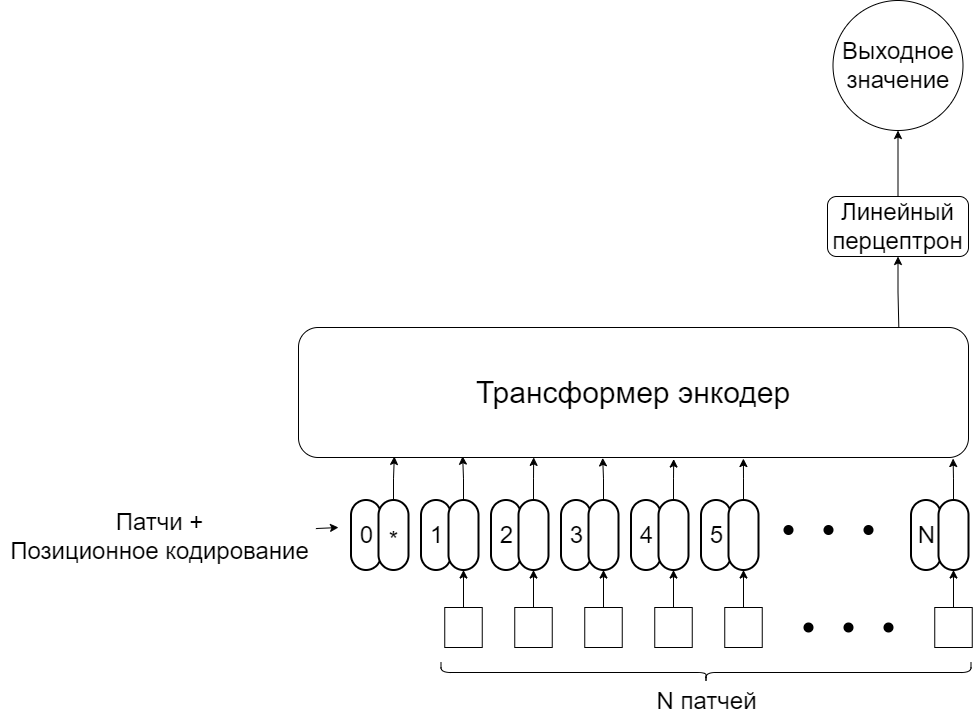 Выходное
значение
Линейный
перцептрон
Трансформер энкодер
Патчи +
Позиционное кодирование
0 * 1 2 3 4 5 N
N патчей